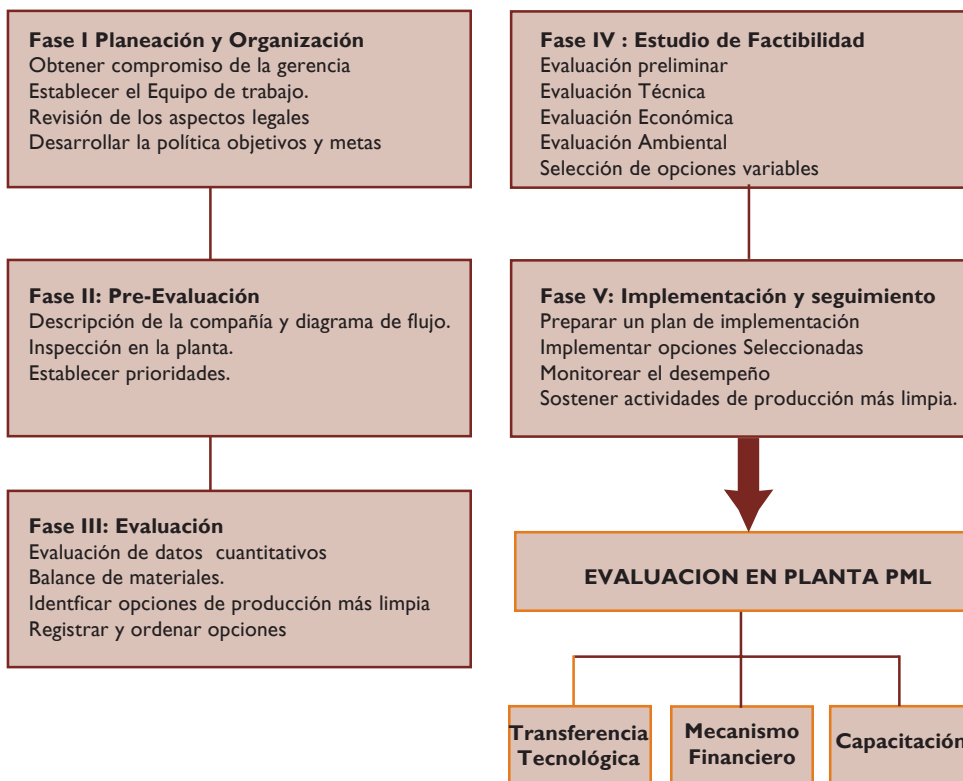 Fase I Planeación y Organización
Obtener compromiso de la gerencia
Establecer el Equipo de trabajo.
Revisión de los aspectos legales
Desarrollar la política objetivos y metas
Fase II: Pre-Evaluación
Descripción de la compañía y diagrama de flujo.
Inspección en la planta.
Establecer prioridades.
Fase III: Evaluación
Evaluación de datos cuantitativos
Balance de materiales.
Identficar opciones de producción más limpia
Registrar y ordenar opciones
Fase IV : Estudio de Factibilidad
Evaluación preliminar
Evaluación Técnica
Evaluación Económica
Evaluación Ambiental
Selección de opciones variables
Fase V: Implementación y seguimiento
Preparar un plan de implementación
Implementar opciones Seleccionadas
Monitorear el desempeño
Sostener actividades de producción más limpia.
EVALUACION EN PLANTA PML
Transferencia
Tecnológica
Mecanismo
Financiero
Capacitación